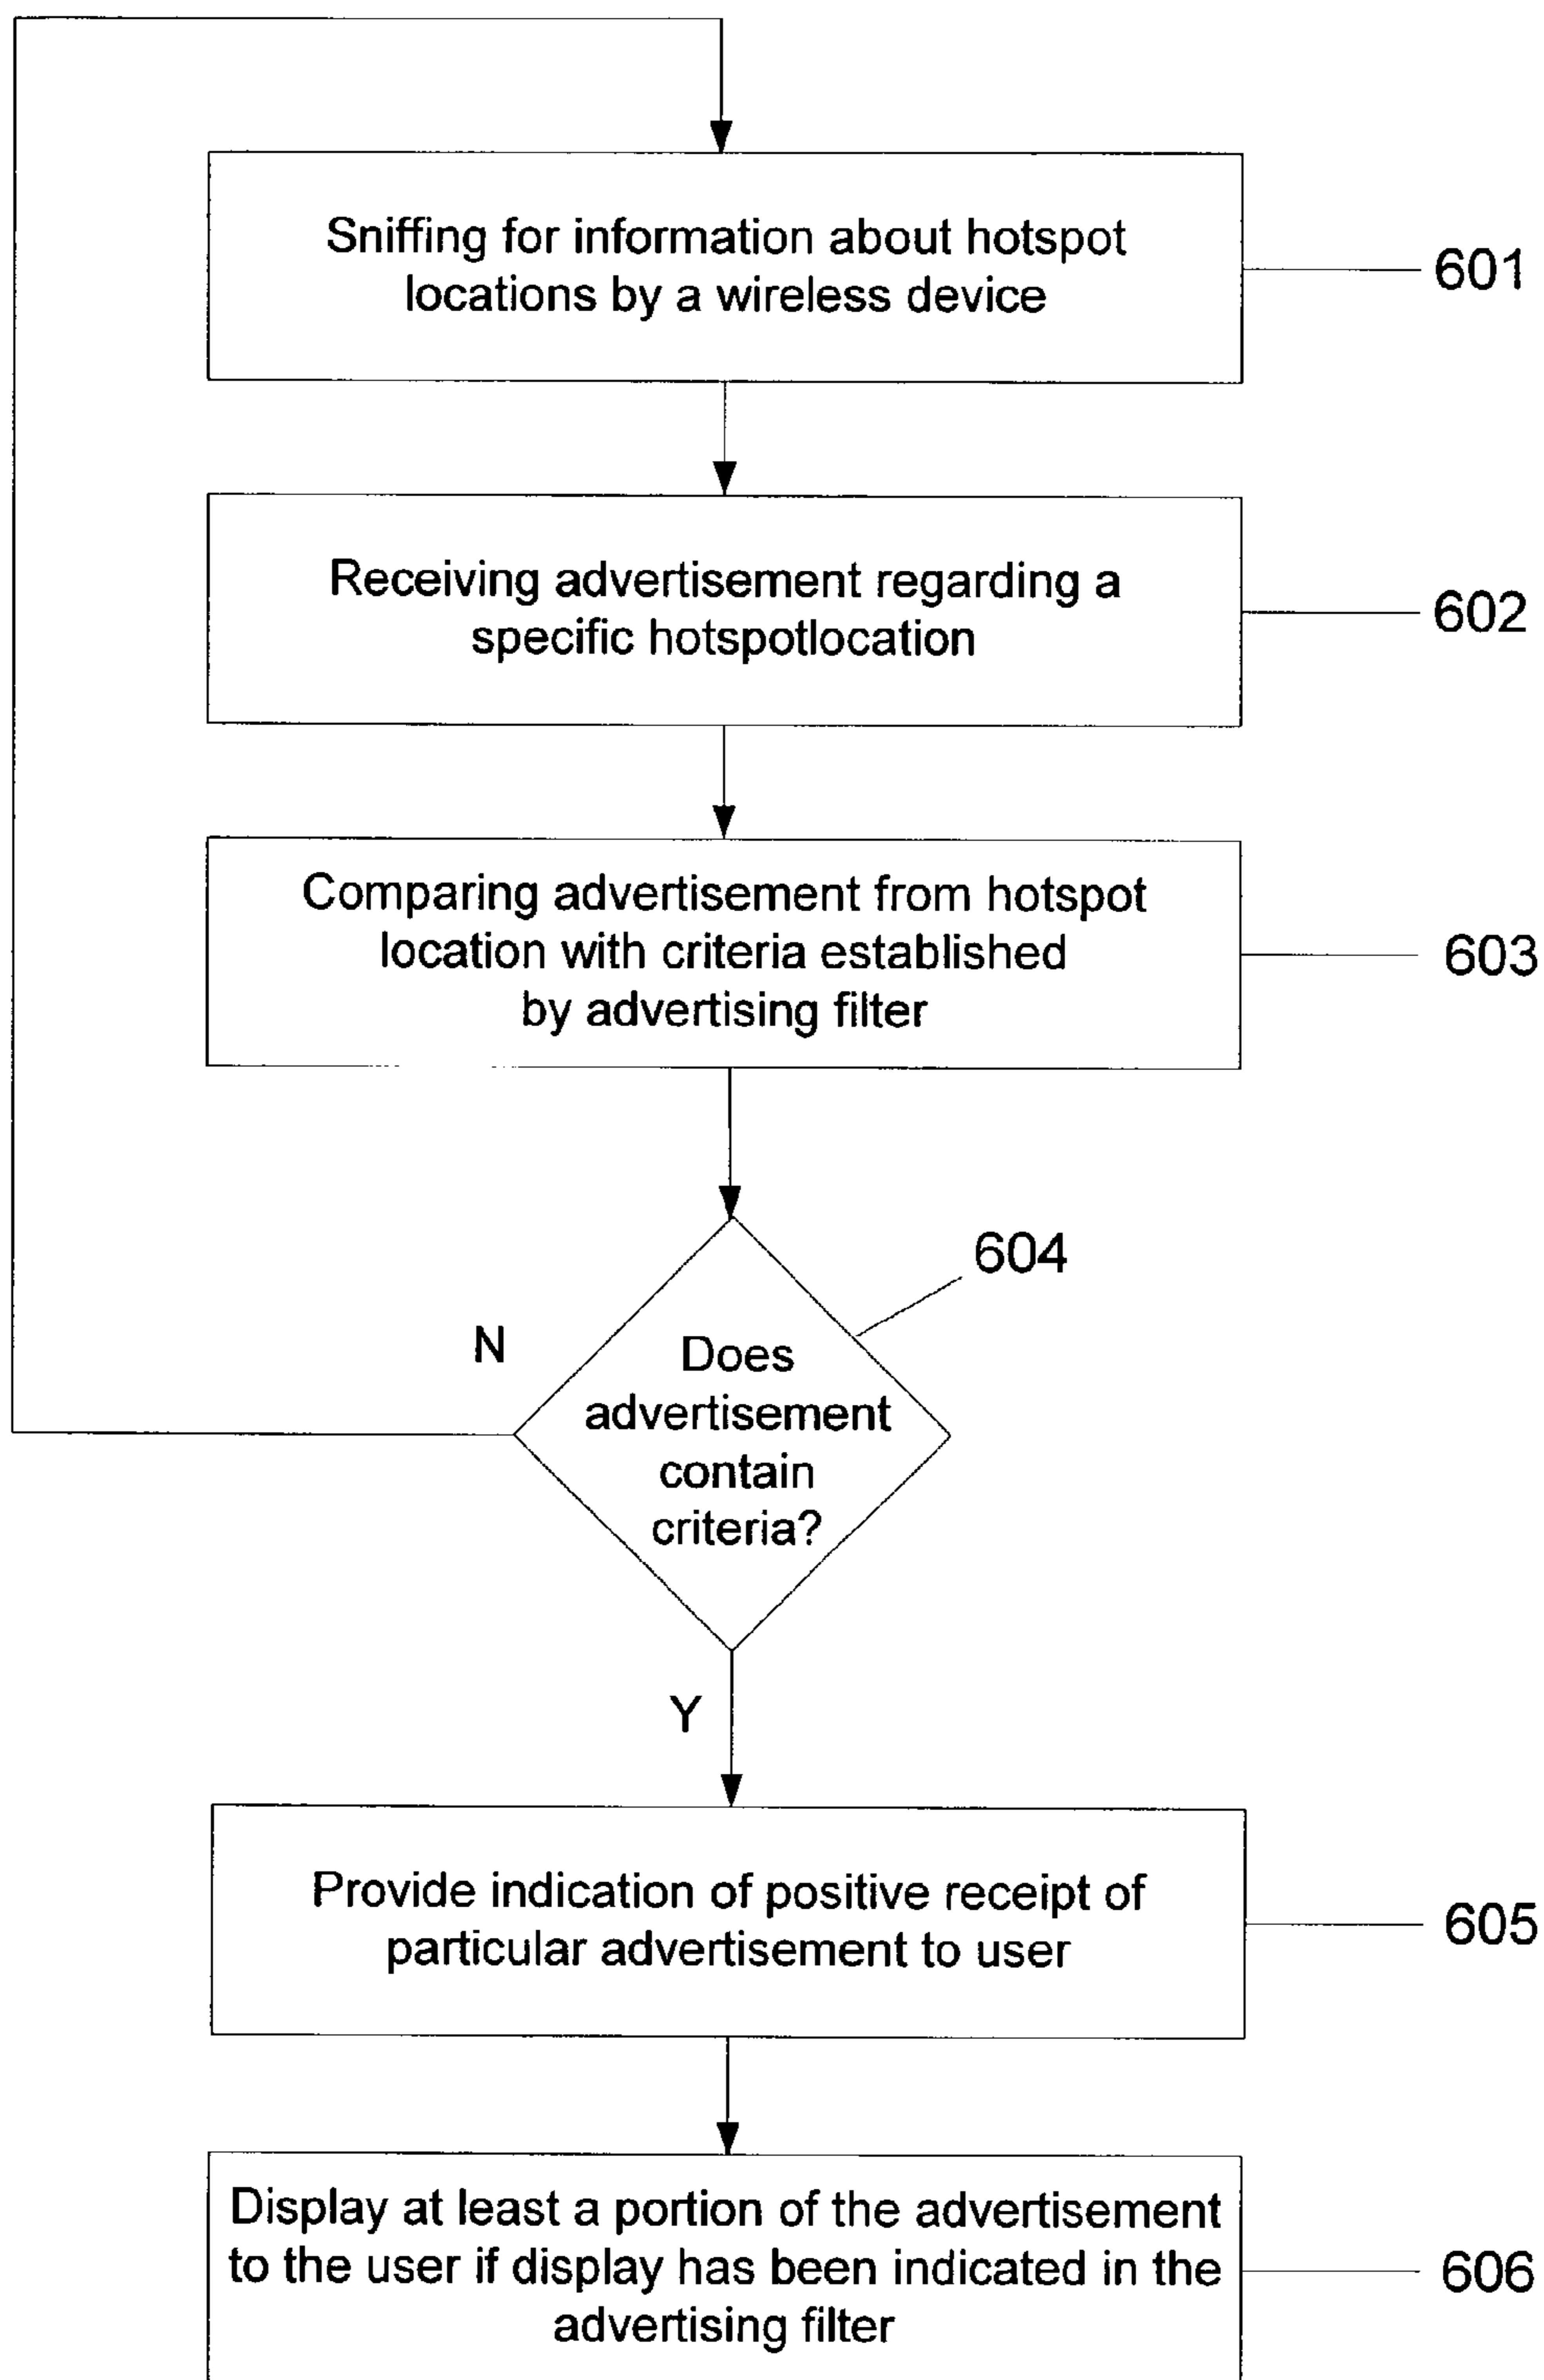 Sniffing for information about hotspot
locations by a wireless device
601
Receiving advertisement regarding a
specific hotspotlocation
602
Comparing advertisement from hotspot
location with criteria established
by advertising filter
603
604
N
Does
advertisement
contain
criteria?
Y
Provide indication of positive receipt of
particular advertisement to user
605
Display at least a portion of the advertisement
to the user if display has been indicated in the
advertising filter
606